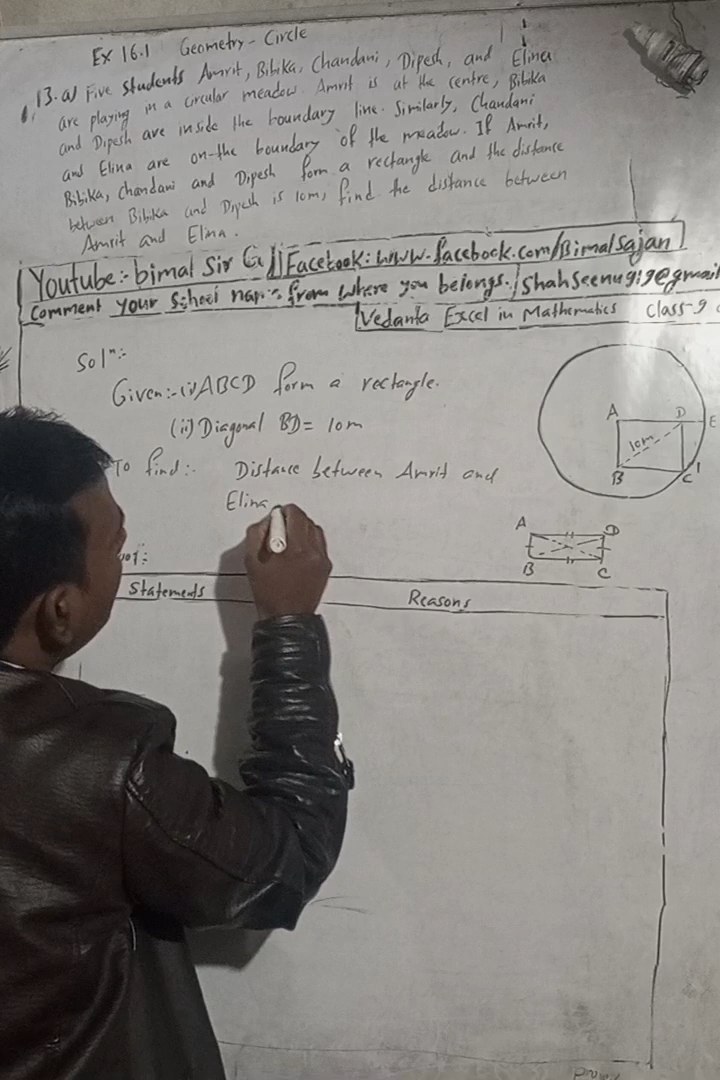 Ex 16.1 Geometry - Circle
13. a) Five students Amrit, Bibika, Chandani, Dipesh, and Elina
are playing in a circular meadow. Amrit is at the centre, Bibika
and Dipesh are inside the boundary line. Similarly, Chandani
and Elina are on the boundary of the meadow. If Amrit,
Bibika, Chandani and Dipesh form a rectangle and the distance
between Bibika and Dipesh is 10m, find the distance between
Amrit and Elina.
Youtube:- bimal Sir G Facebook: www.facebook.com/Bimalsajan
Comment your school name from where you belongs. / Shahseenu919@gmail
Vedanta Excel in Mathematics Class-9
Solⁿ:-
Given:- (i) ABCD form a rectangle.
(ii) Diagonal BD = 10m
To find:- Distance between Amrit and
Elina
A D E
10m
B C
A D
B C
Statements Reasons